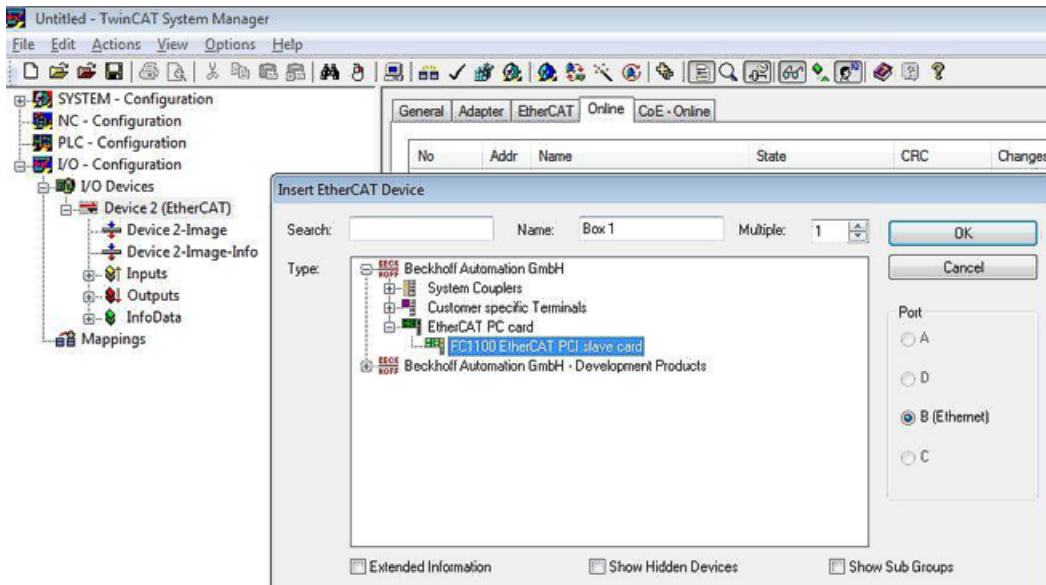 Untitled - TwinCAT System Manager
File Edit Actions View Options Help
SYSTEM - Configuration
NC - Configuration
PLC - Configuration
I/O - Configuration
I/O Devices
Device 2 (EtherCAT)
Device 2-Image
Device 2-Image-Info
Inputs
Outputs
InfoData
Mappings
General Adapter EtherCAT Online CoE - Online
No Addr Name State CRC Changes
Insert EtherCAT Device
Search: Name: Box 1 Multiple: 1 OK
Cancel
Type:
BECKHOFF Beckhoff Automation GmbH
System Couplers
Customer specific Terminals
EtherCAT PC card
FC1100 EtherCAT PCI slave card
BECKHOFF Beckhoff Automation GmbH - Development Products
Port
A
D
B (Ethernet)
C
Extended Information Show Hidden Devices Show Sub Groups